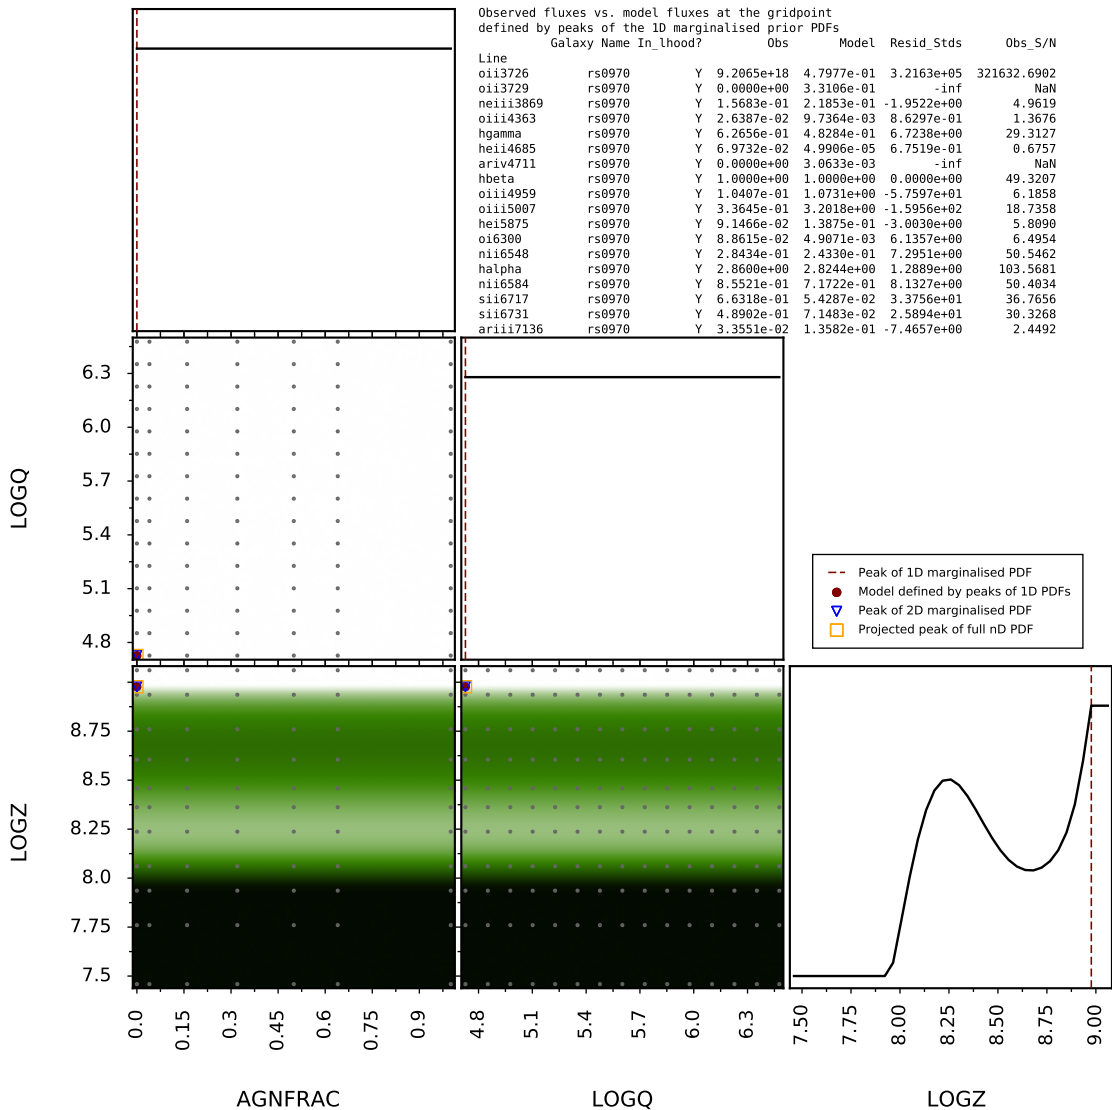 Observed fluxes vs. model fluxes at the gridpoint
defined by peaks of the 1D marginalised prior PDFs
Galaxy Name In_lhood? Obs Model Resid_Stds Obs_S/N
Line
oii3726 rs0970 Y 9.2065e+18 4.7977e-01 3.2163e+05 321632.6902
oii3729 rs0970 Y 0.0000e+00 3.3106e-01 -inf NaN
neiii3869 rs0970 Y 1.5683e-01 2.1853e-01 -1.9522e+00 4.9619
oiii4363 rs0970 Y 2.6387e-02 9.7364e-03 8.6297e-01 1.3676
hgamma rs0970 Y 6.2656e-01 4.8284e-01 6.7238e+00 29.3127
heii4685 rs0970 Y 6.9732e-02 4.9906e-05 6.7519e-01 0.6757
ariv4711 rs0970 Y 0.0000e+00 3.0633e-03 -inf NaN
hbeta rs0970 Y 1.0000e+00 1.0000e+00 0.0000e+00 49.3207
oiii4959 rs0970 Y 1.0407e-01 1.0731e+00 -5.7597e+01 6.1858
oiii5007 rs0970 Y 3.3645e-01 3.2018e+00 -1.5956e+02 18.7358
hei5875 rs0970 Y 9.1466e-02 1.3875e-01 -3.0030e+00 5.8090
oi6300 rs0970 Y 8.8615e-02 4.9071e-03 6.1357e+00 6.4954
nii6548 rs0970 Y 2.8434e-01 2.4330e-01 7.2951e+00 50.5462
halpha rs0970 Y 2.8600e+00 2.8244e+00 1.2889e+00 103.5681
nii6584 rs0970 Y 8.5521e-01 7.1722e-01 8.1327e+00 50.4034
sii6717 rs0970 Y 6.6318e-01 5.4287e-02 3.3756e+01 36.7656
sii6731 rs0970 Y 4.8902e-01 7.1483e-02 2.5894e+01 30.3268
ariii7136 rs0970 Y 3.3551e-02 1.3582e-01 -7.4657e+00 2.4492
6.3
6.0
5.7
5.4
5.1
4.8
LOGQ
Peak of 1D marginalised PDF
Model defined by peaks of 1D PDFs
Peak of 2D marginalised PDF
Projected peak of full nD PDF
8.75
8.5
8.25
8.0
7.75
7.5
LOGZ
0.0 0.15 0.3 0.45 0.6 0.75 0.9
4.8 5.1 5.4 5.7 6.0 6.3
7.50 7.75 8.00 8.25 8.50 8.75 9.00
AGNFRAC LOGQ LOGZ